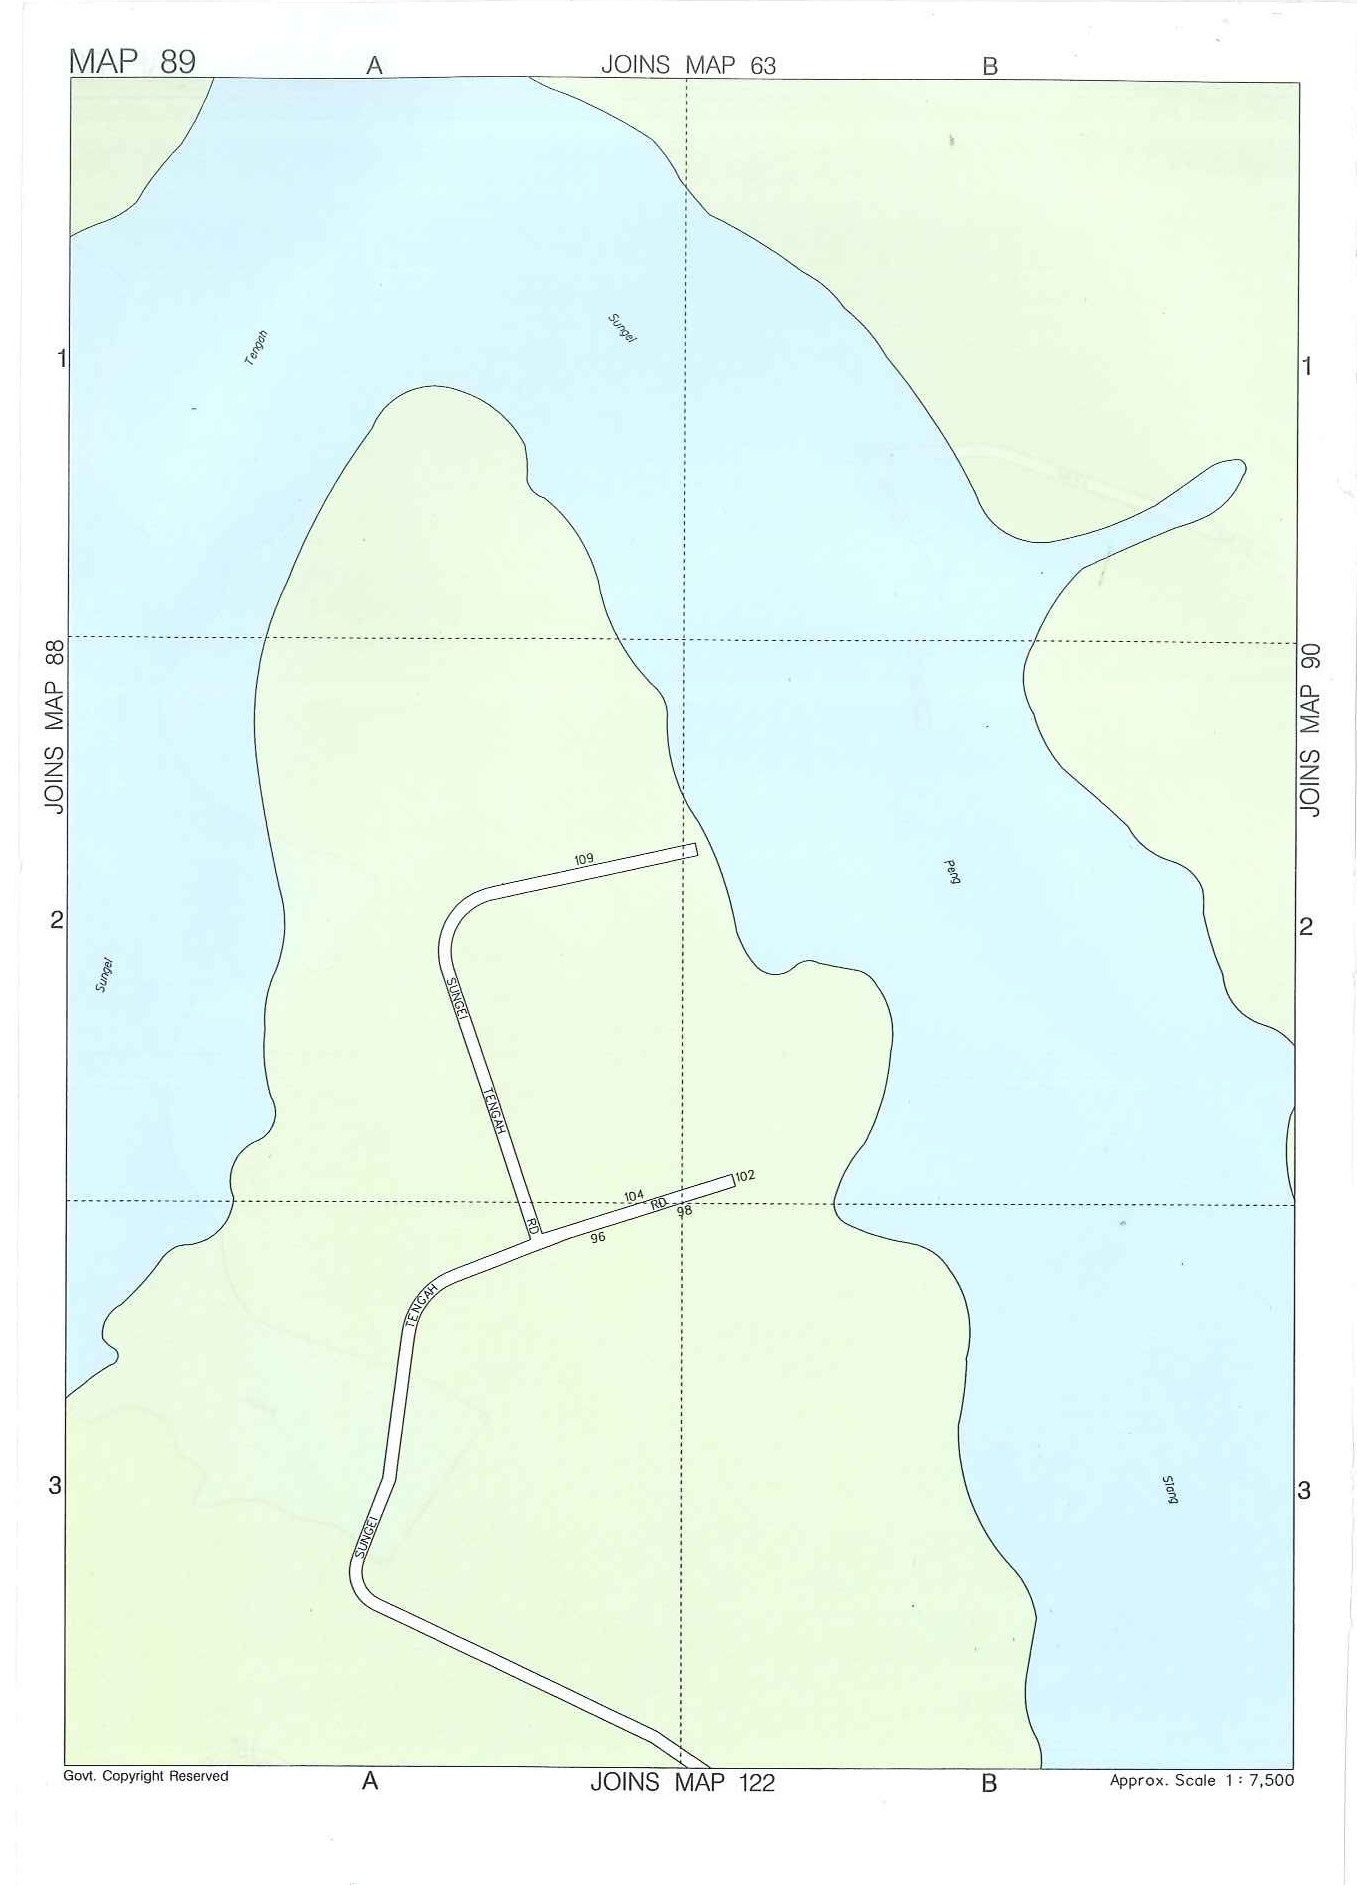 MAP 89
A
JOINS MAP 63
B
Tengah
Sungei
1
1
JOINS MAP 88
JOINS MAP 90
109
Peng
2
2
Sungei
SUNGEI
TENGAH
RD
102
104
RD
98
96
TENGAH
3
3
Siang
SUNGEI
Govt. Copyright Reserved
A
JOINS MAP 122
B
Approx. Scale 1 : 7,500